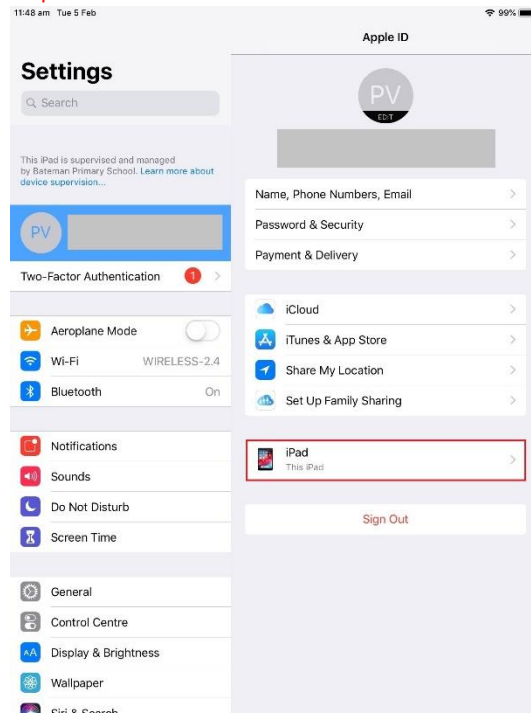 11:48 am Tue 5 Feb
99%
Settings
Search
This iPad is supervised and managed
by Bateman Primary School. Learn more about
device supervision...
PV
Two-Factor Authentication 1
Aeroplane Mode
Wi-Fi WIRELESS-2.4
Bluetooth On
Notifications
Sounds
Do Not Disturb
Screen Time
General
Control Centre
AA Display & Brightness
Wallpaper
Siri & Search
Apple ID
PV
EDIT
Name, Phone Numbers, Email
Password & Security
Payment & Delivery
iCloud
iTunes & App Store
Share My Location
Set Up Family Sharing
iPad
This iPad
Sign Out